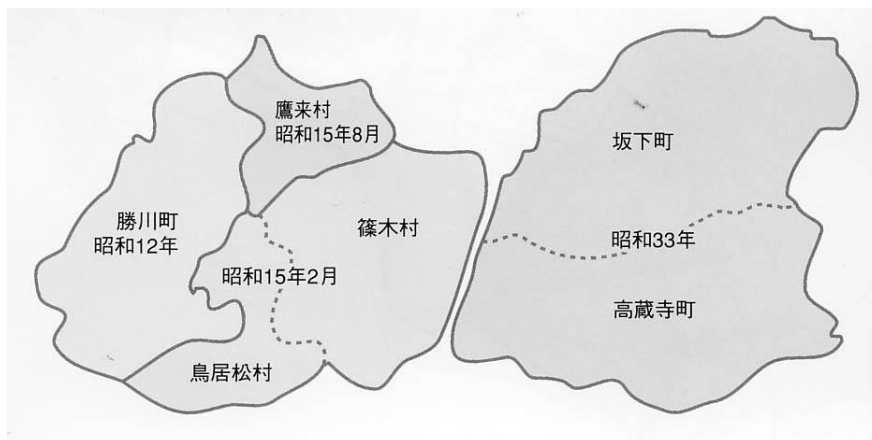 鷹来村
昭和15年8月
勝川町
昭和12年
篠木村
昭和15年2月
鳥居松村
坂下町
昭和33年
高蔵寺町